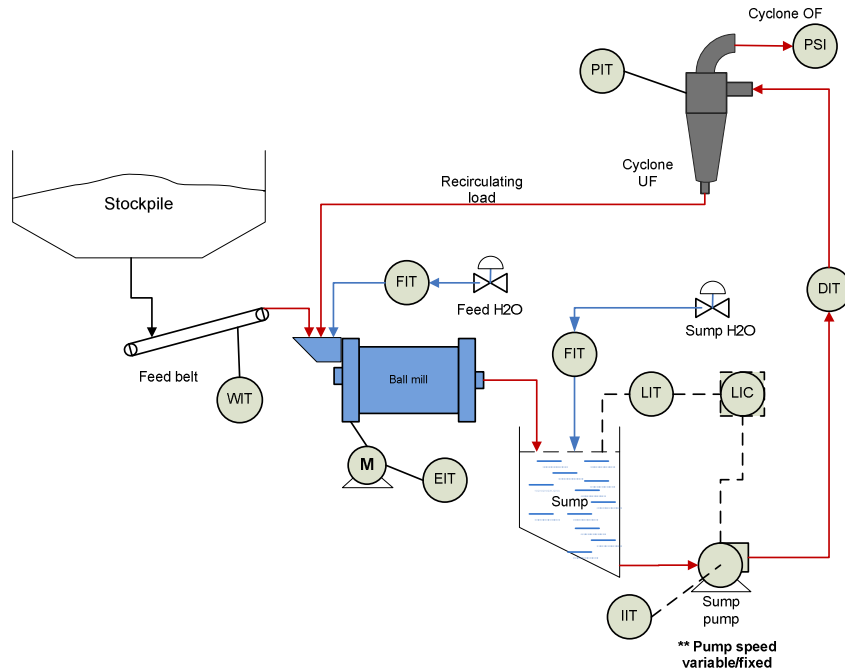 Cyclone OF
PSI
PIT
Cyclone
UF
Recirculating
load
Stockpile
FIT
Feed H2O
DIT
Sump H2O
FIT
Feed belt
Ball mill
WIT
LIT
LIC
M
EIT
Sump
IIT
Sump
pump
** Pump speed
variable/fixed